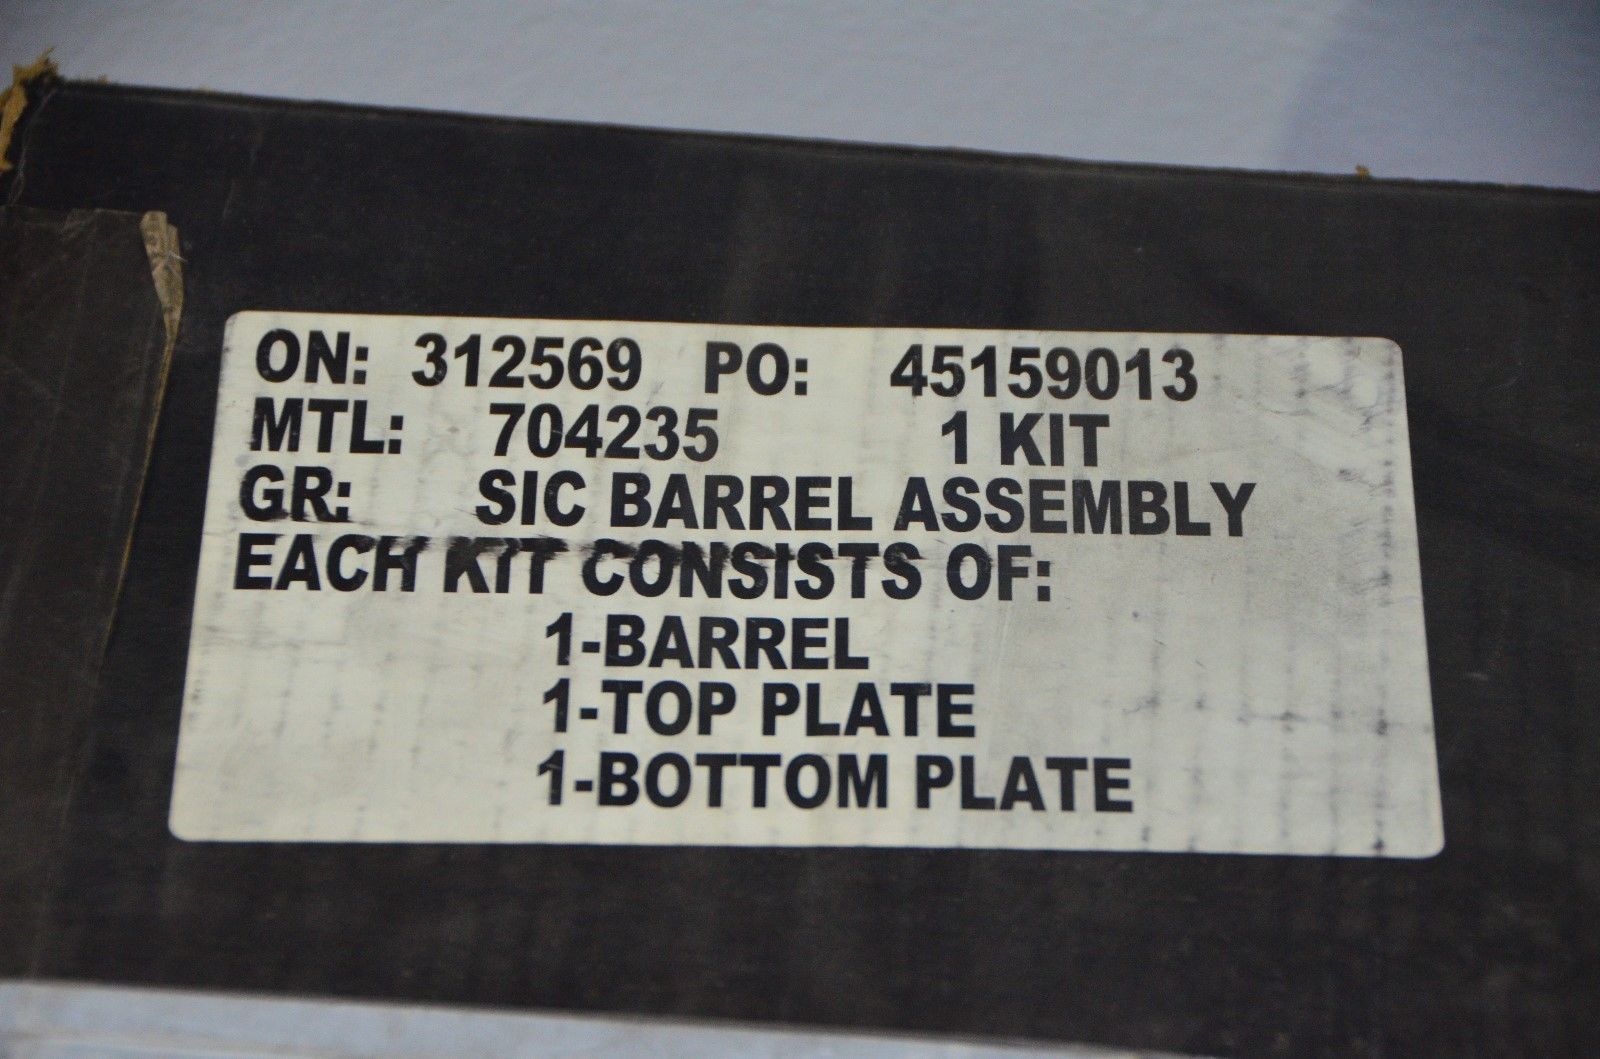 ON: 312569 PO: 45159013
MTL: 704235 1 KIT
GR: SIC BARREL ASSEMBLY
EACH KIT CONSISTS OF:
1-BARREL
1-TOP PLATE
1-BOTTOM PLATE